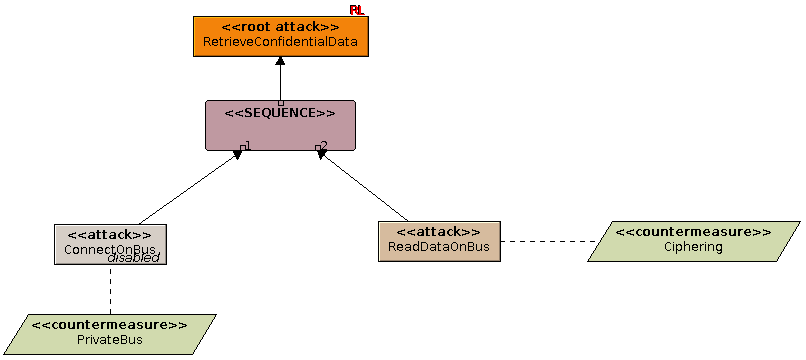 RL
<<root attack>>
RetrieveConfidentialData
<<SEQUENCE>>
1
2
<<attack>>
ConnectOnBus
disabled
<<attack>>
ReadDataOnBus
<<countermeasure>>
Ciphering
<<countermeasure>>
PrivateBus